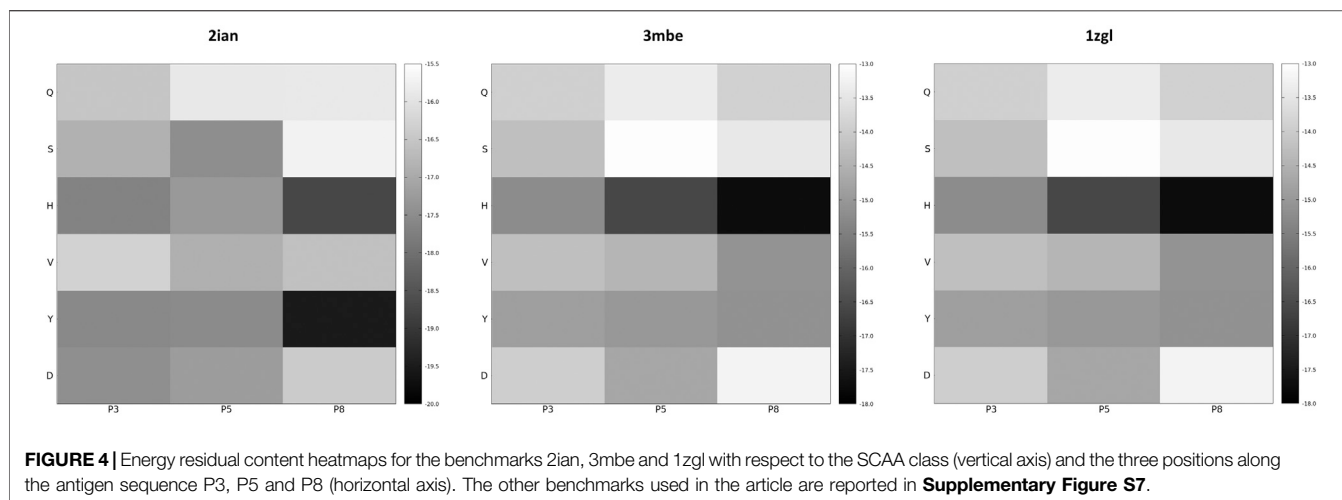 2ian
3mbe
1zgl
Q
S
H
V
Y
D
P3 P5 P8
-15.5
-16.0
-16.5
-17.0
-17.5
-18.0
-18.5
-19.0
-19.5
-20.0
Q
S
H
V
Y
D
P3 P5 P8
-13.0
-13.5
-14.0
-14.5
-15.0
-15.5
-16.0
-16.5
-17.0
-17.5
-18.0
Q
S
H
V
Y
D
P3 P5 P8
-13.0
-13.5
-14.0
-14.5
-15.0
-15.5
-16.0
-16.5
-17.0
-17.5
-18.0
FIGURE 4 | Energy residual content heatmaps for the benchmarks 2ian, 3mbe and 1zgl with respect to the SCAA class (vertical axis) and the three positions along
the antigen sequence P3, P5 and P8 (horizontal axis). The other benchmarks used in the article are reported in Supplementary Figure S7.